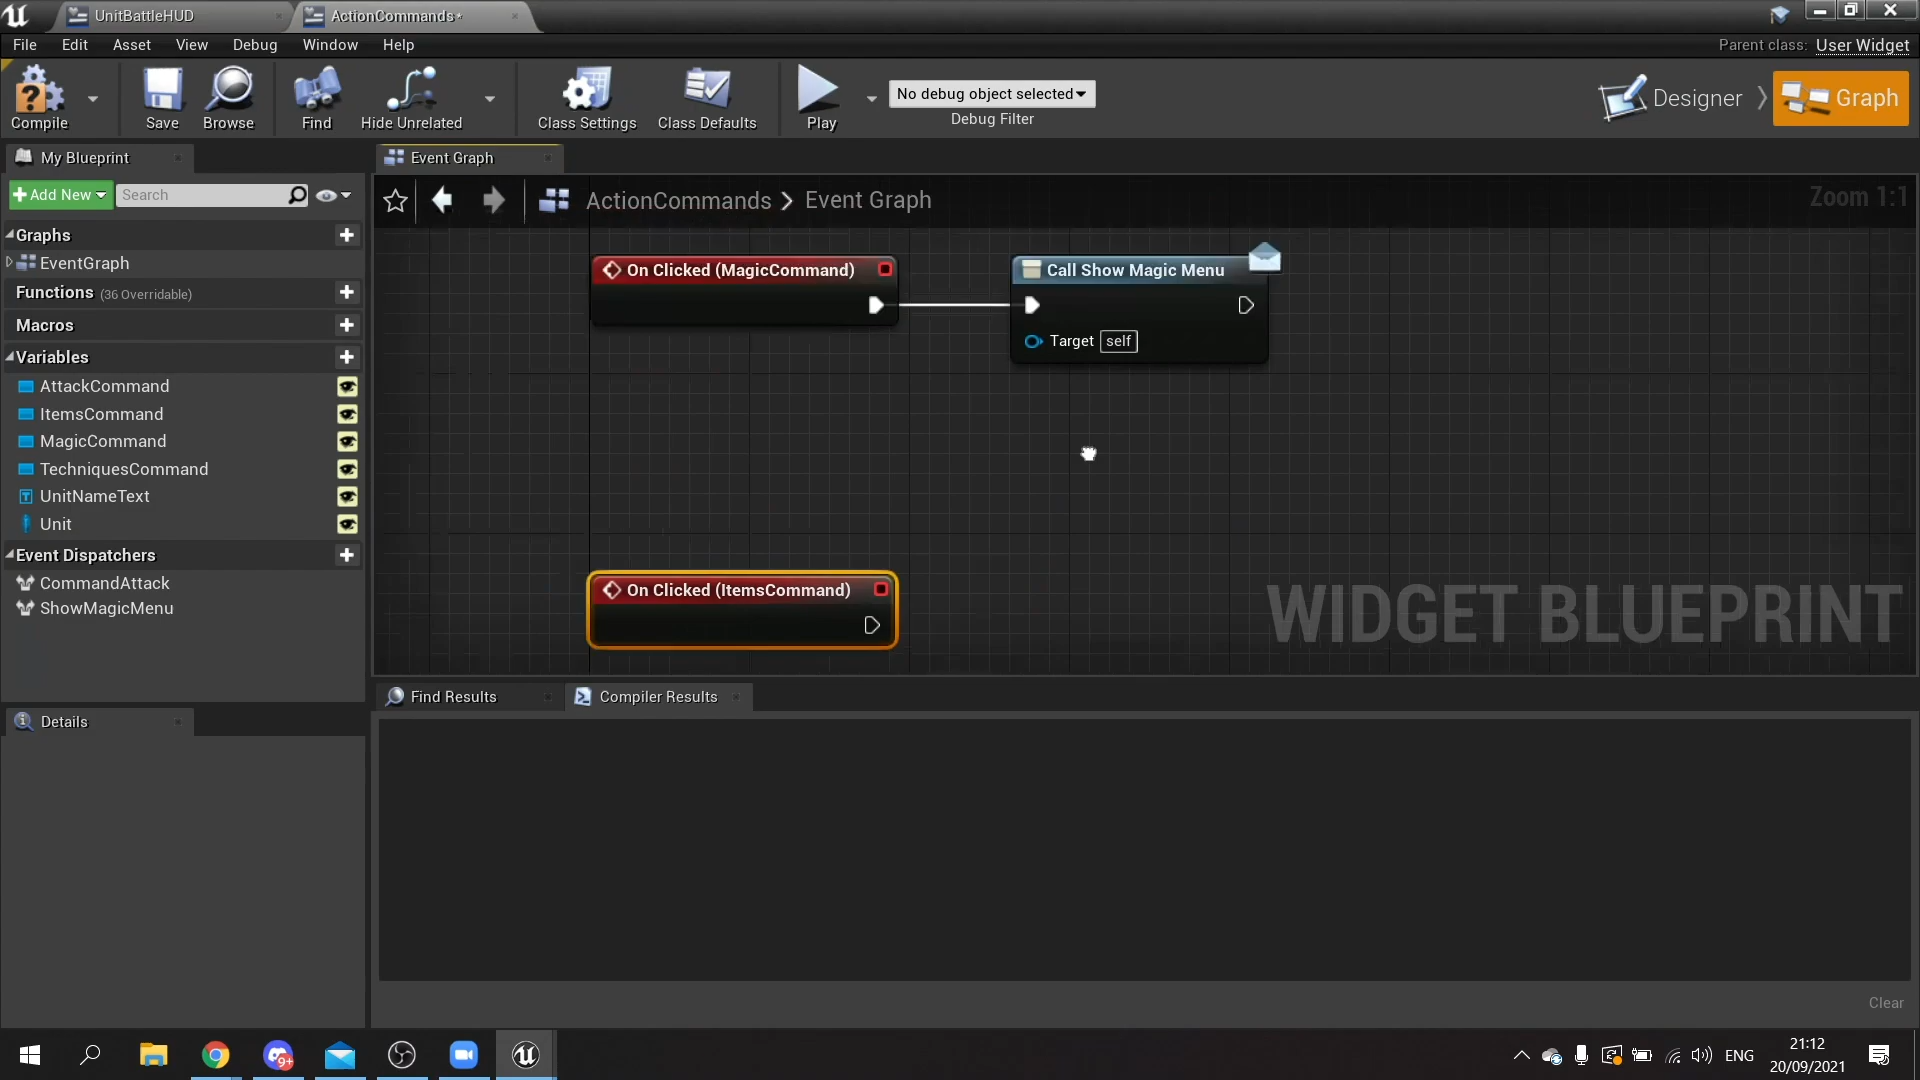 UnitBattleHUD
ActionCommands*
File Edit Asset View Debug Window Help
Parent class: User Widget
Compile
Save
Browse
Find
Hide Unrelated
Class Settings
Class Defaults
Play
No debug object selected
Debug Filter
Designer
Graph
My Blueprint
Event Graph
Add New
Search
ActionCommands > Event Graph
Zoom 1:1
Graphs
EventGraph
Functions (36 Overridable)
Macros
Variables
AttackCommand
ItemsCommand
MagicCommand
TechniquesCommand
UnitNameText
Unit
Event Dispatchers
CommandAttack
ShowMagicMenu
On Clicked (MagicCommand)
Call Show Magic Menu
Target self
On Clicked (ItemsCommand)
WIDGET BLUEPRINT
Find Results
Compiler Results
Details
Clear
9+
ENG
21:12
20/09/2021